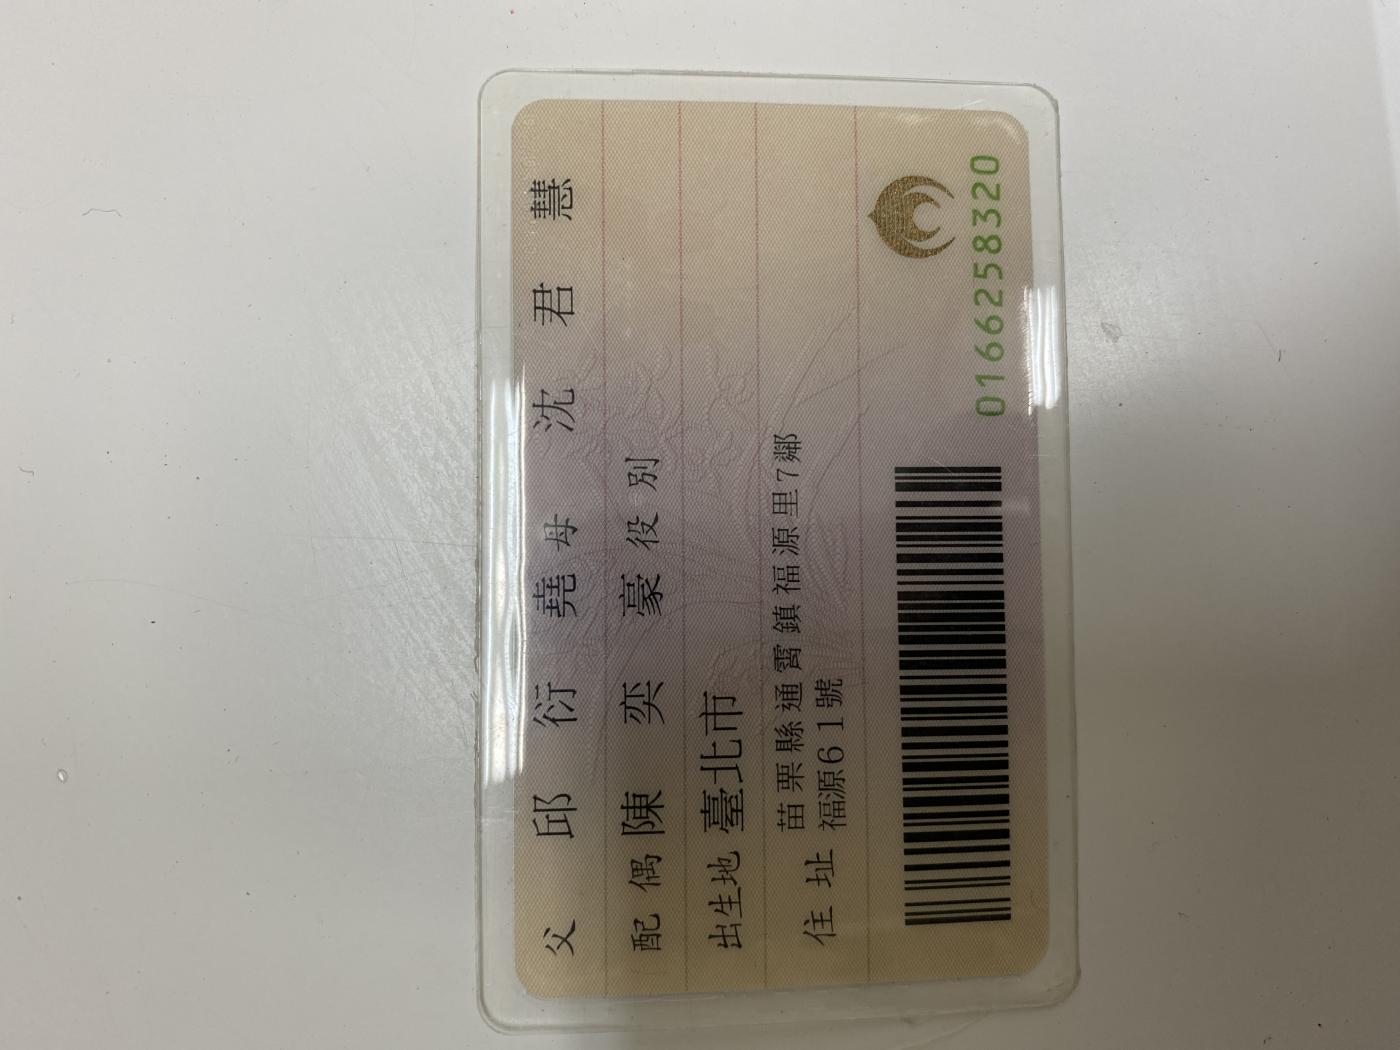 父 邱衍堯 母 沈君慧
配偶 陳奕豪 役別
出生地 臺北市
住址 苗栗縣通霄鎮福源里7鄰
福源61號
0166258320